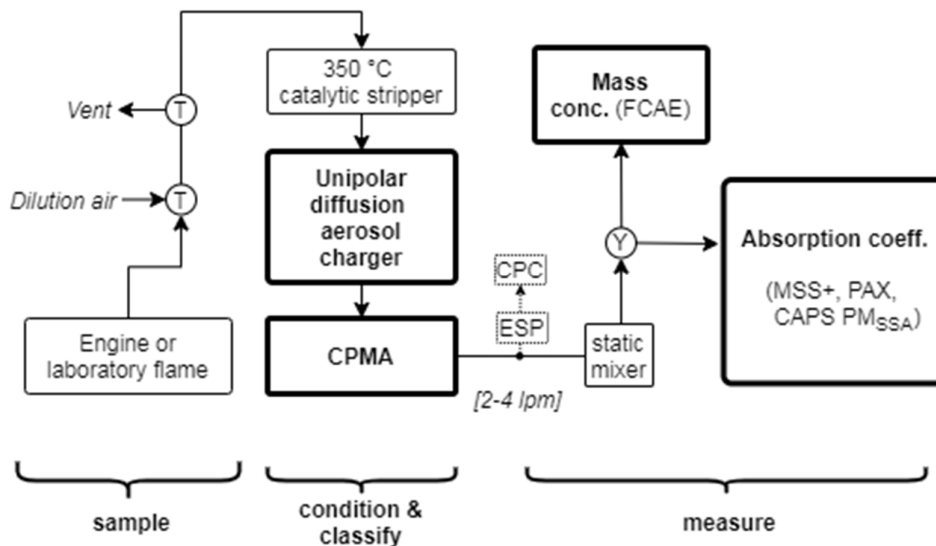 Vent
T
Dilution air
T
Engine or
laboratory flame
350 °C
catalytic stripper
Unipolar
diffusion
aerosol
charger
CPMA
CPC
ESP
[2-4 lpm]
static
mixer
Y
Mass
conc. (FCAE)
Absorption coeff.
(MSS+, PAX,
CAPS PMSSA)
sample
condition &
classify
measure